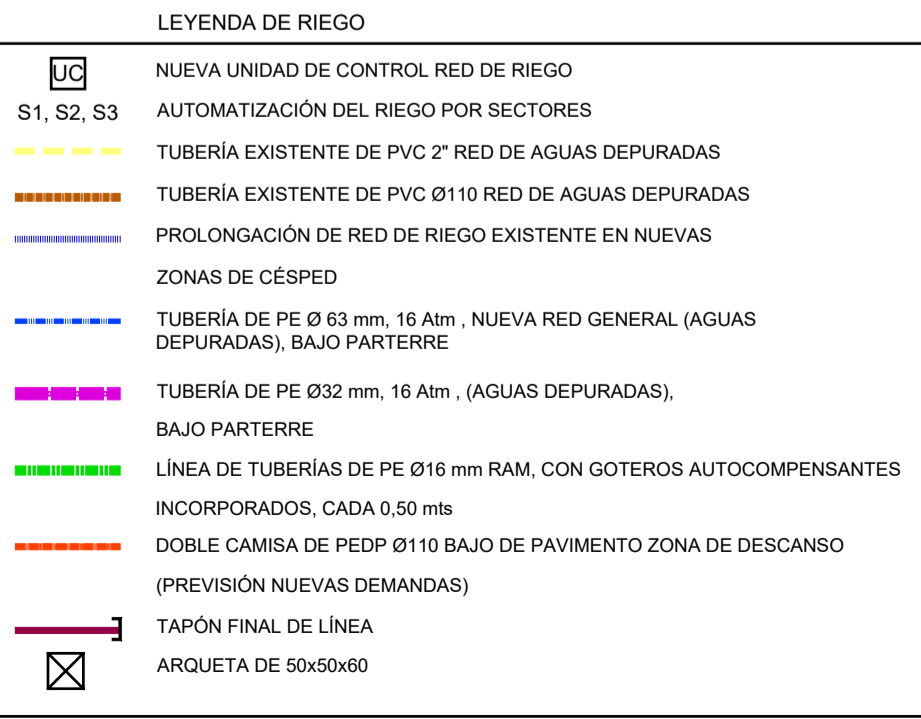 LEYENDA DE RIEGO
UC NUEVA UNIDAD DE CONTROL RED DE RIEGO
S1, S2, S3 AUTOMATIZACIÓN DEL RIEGO POR SECTORES
TUBERÍA EXISTENTE DE PVC 2" RED DE AGUAS DEPURADAS
TUBERÍA EXISTENTE DE PVC Ø110 RED DE AGUAS DEPURADAS
PROLONGACIÓN DE RED DE RIEGO EXISTENTE EN NUEVAS
ZONAS DE CÉSPED
TUBERÍA DE PE Ø 63 mm, 16 Atm , NUEVA RED GENERAL (AGUAS
DEPURADAS), BAJO PARTERRE
TUBERÍA DE PE Ø32 mm, 16 Atm , (AGUAS DEPURADAS),
BAJO PARTERRE
LÍNEA DE TUBERÍAS DE PE Ø16 mm RAM, CON GOTEROS AUTOCOMPENSANTES
INCORPORADOS, CADA 0,50 mts
DOBLE CAMISA DE PEDP Ø110 BAJO DE PAVIMENTO ZONA DE DESCANSO
(PREVISIÓN NUEVAS DEMANDAS)
TAPÓN FINAL DE LÍNEA
ARQUETA DE 50x50x60